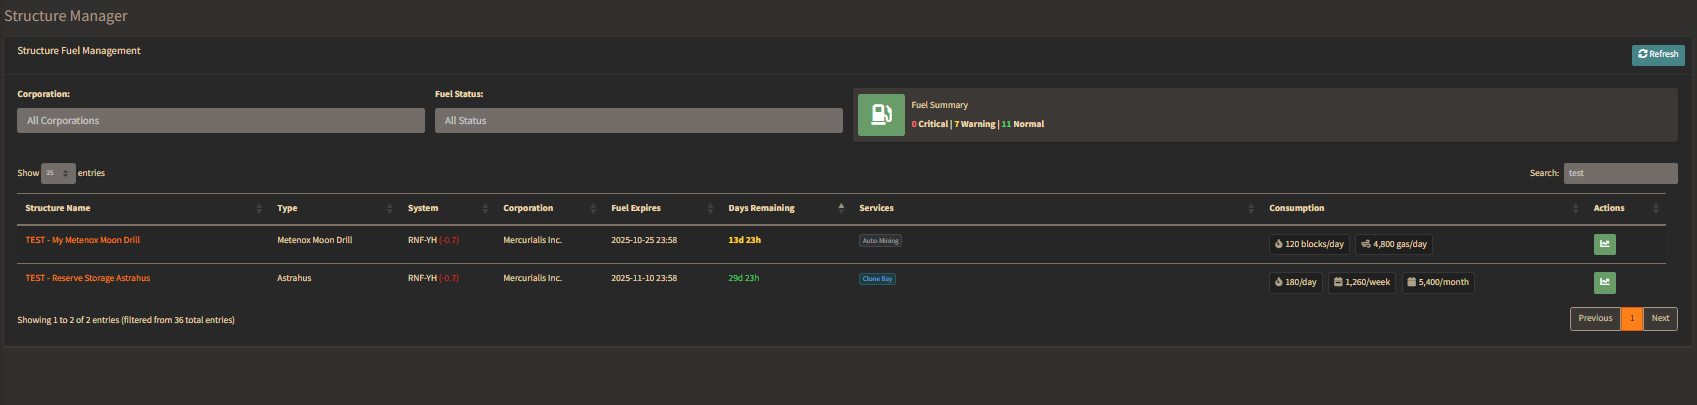 Structure Manager
Structure Fuel Management
Refresh
Corporation:
Fuel Status:
All Corporations
All Status
Fuel Summary
0 Critical | 7 Warning | 11 Normal
Show 25 entries
Search: test
Structure Name Type System Corporation Fuel Expires Days Remaining Services Consumption Actions
TEST - My Metenox Moon Drill Metenox Moon Drill RNF-YH (-0.7) Mercurialis Inc. 2025-10-25 23:58 13d 23h Auto-Mining 120 blocks/day 4,800 gas/day
TEST - Reserve Storage Astrahus Astrahus RNF-YH (-0.7) Mercurialis Inc. 2025-11-10 23:58 29d 23h Clone Bay 180/day 1,260/week 5,400/month
Showing 1 to 2 of 2 entries (filtered from 36 total entries)
Previous 1 Next